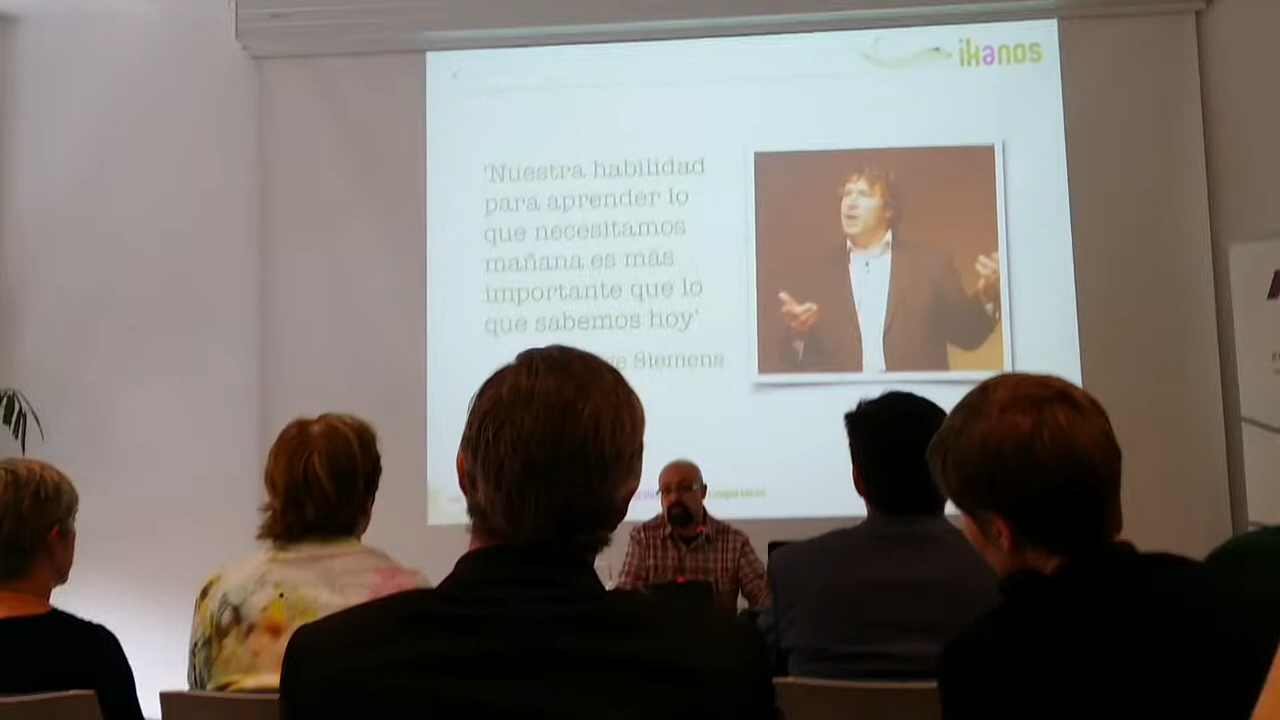 ikanos
'Nuestra habilidad
para aprender lo
que necesitamos
mañana es más
importante que lo
que sabemos hoy'
Siemens